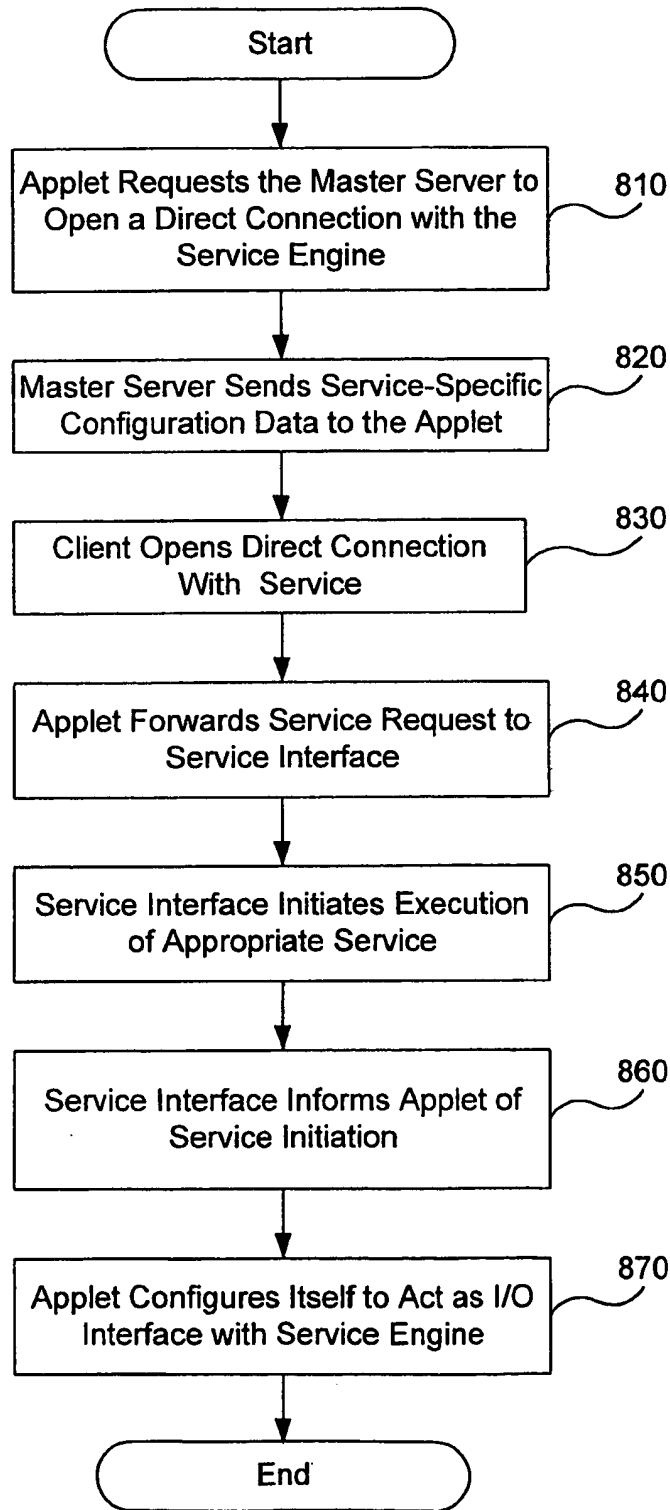 Start
Applet Requests the Master Server to
Open a Direct Connection with the
Service Engine
810
Master Server Sends Service-Specific
Configuration Data to the Applet
820
Client Opens Direct Connection
With Service
830
Applet Forwards Service Request to
Service Interface
840
Service Interface Initiates Execution
of Appropriate Service
850
Service Interface Informs Applet of
Service Initiation
860
Applet Configures Itself to Act as I/O
Interface with Service Engine
870
End